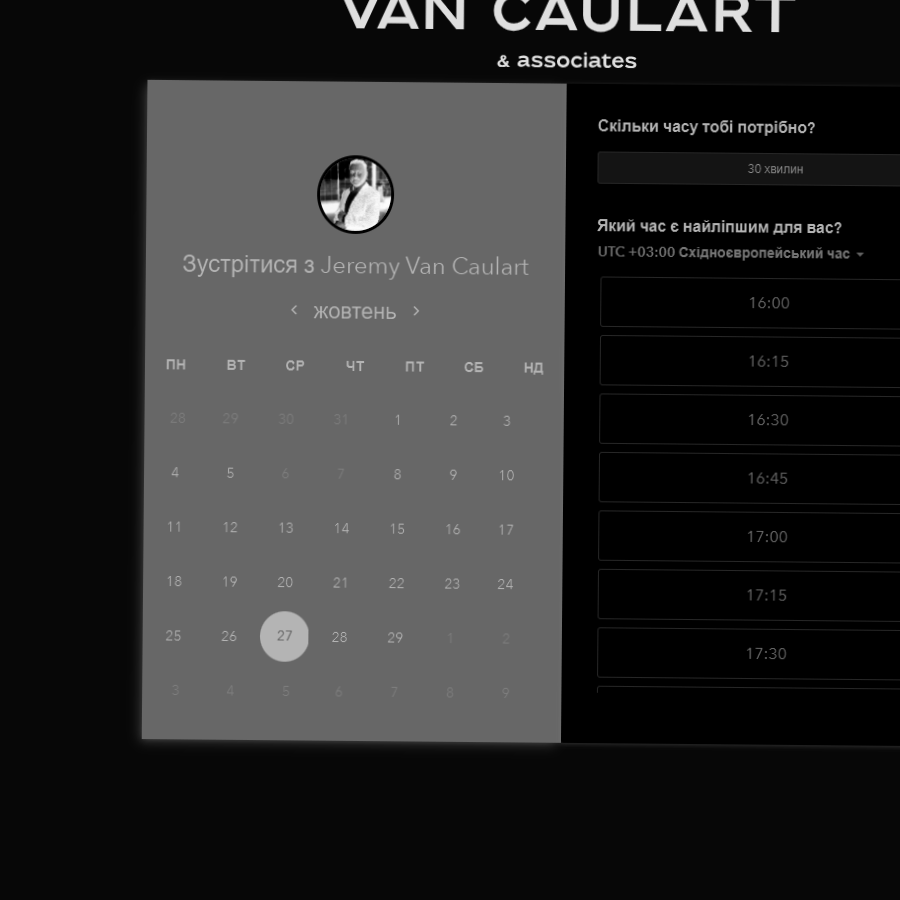 VAN CAULART
& associates
Зустрітися з Jeremy Van Caulart
‹ жовтень ›
ПН ВТ СР ЧТ ПТ СБ НД
28 29 30 31 1 2 3
4 5 6 7 8 9 10
11 12 13 14 15 16 17
18 19 20 21 22 23 24
25 26 27 28 29 1 2
3 4 5 6 7 8 9
Скільки часу тобі потрібно?
30 хвилин
Який час є найліпшим для вас?
UTC +03:00 Східноєвропейський час
16:00
16:15
16:30
16:45
17:00
17:15
17:30